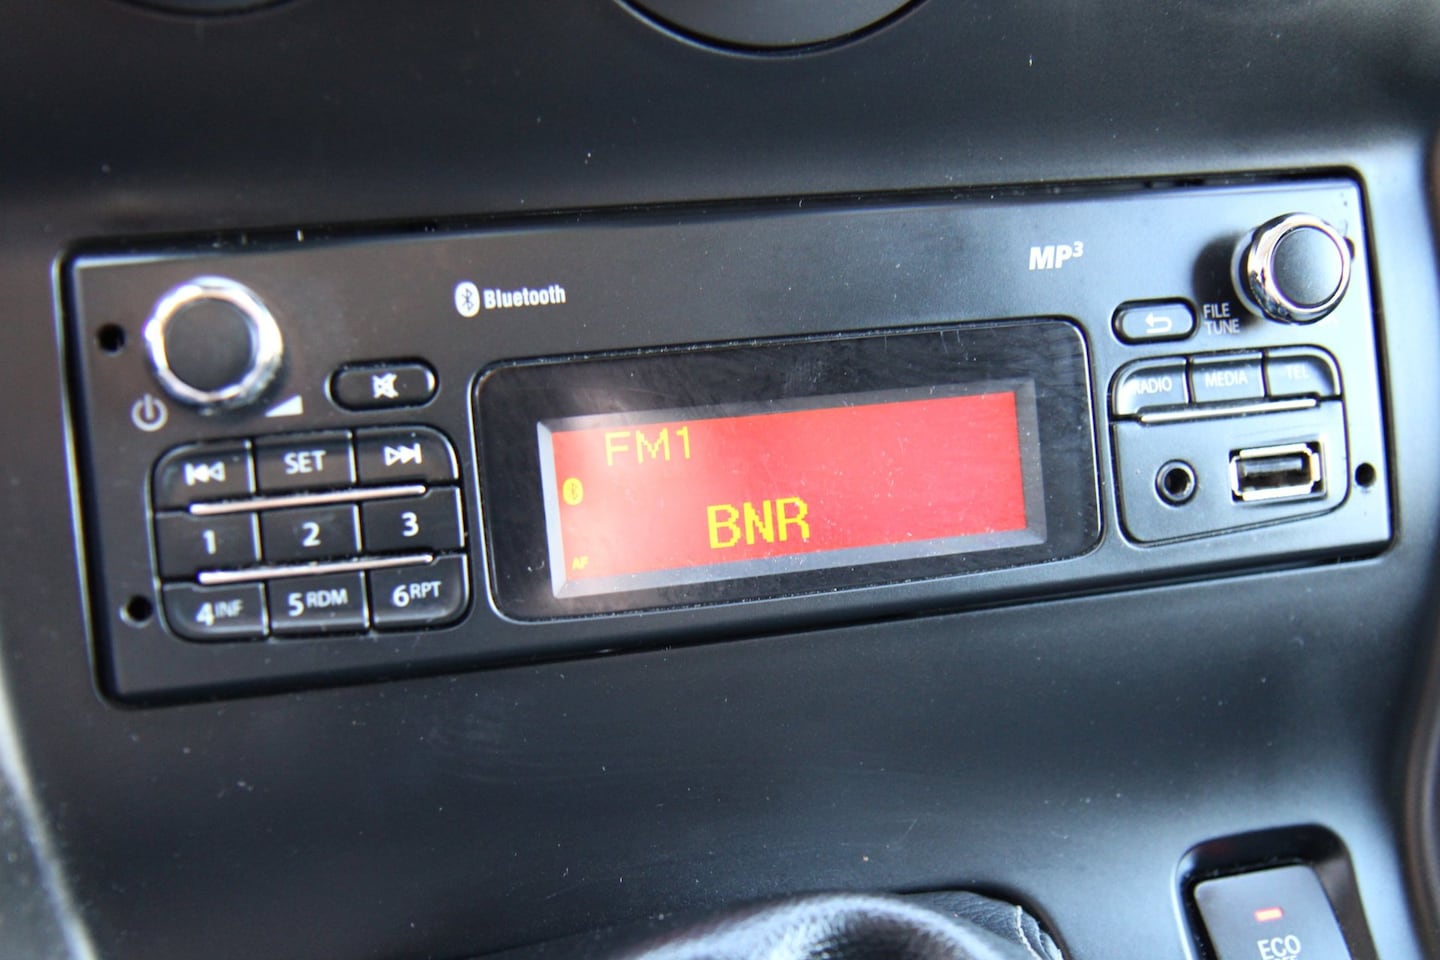 Bluetooth
MP3
FILE
TUNE
RADIO
MEDIA
TEL
SET
1
2
3
4 INF
5 RDM
6 RPT
FM1
BNR
AF
ECO